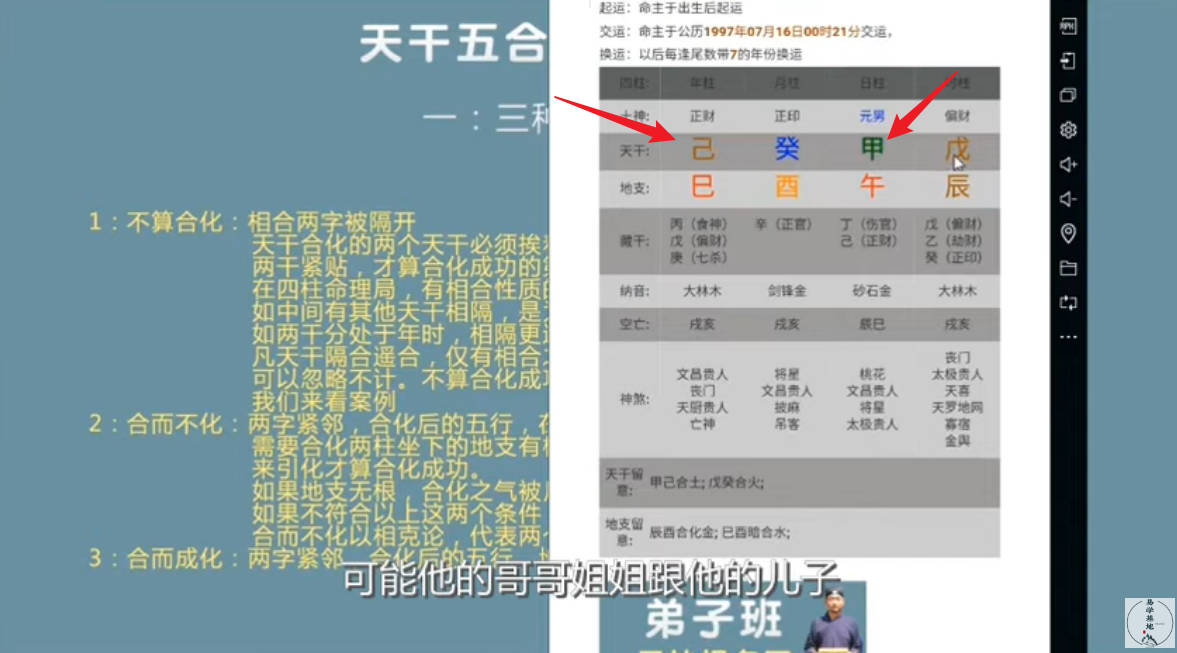 天干五合
一：三种
1：不算合化：相合两字被隔开
天干合化的两个天干必须挨
两干紧贴，才算合化成功的
在四柱命理局，有相合性质
如中间有其他天干相隔，是
如两干分处于年时，相隔更
凡天干隔合遥合，仅有相合
可以忽略不计。不算合化成
我们来看案例
2：合而不化：两字紧邻，合化后的五行，在
需要合化两柱坐下的地支有
来引化才算合化成功。
如果地支无根，合化之气被
如果不符合以上这两个条件
合而不化以相克论，代表两
3：合而成化：两字紧邻，合化后的五行，
起运：命主于出生后起运
交运：命主于公历1997年07月16日00时21分交运，
换运：以后每逢尾数带7的年份换运
四柱: 年柱 月柱 日柱 时柱
十神: 正财 正印 元男 偏财
天干: 己 癸 甲 戊
地支: 巳 酉 午 辰
藏干: 丙（食神） 辛（正官） 丁（伤官） 戊（偏财）
戊（偏财） 己（正财） 乙（劫财）
庚（七杀） 癸（正印）
纳音: 大林木 剑锋金 砂石金 大林木
空亡: 戌亥 戌亥 辰巳 戌亥
神煞:
文昌贵人
丧门
天厨贵人
亡神
将星
文昌贵人
披麻
吊客
桃花
文昌贵人
将星
太极贵人
丧门
太极贵人
天喜
天罗地网
寡宿
金舆
天干留意: 甲己合土; 戊癸合火;
地支留意: 辰酉合化金; 巳酉暗合水;
可能他的哥哥姐姐跟他的儿子
弟子班
易学基地